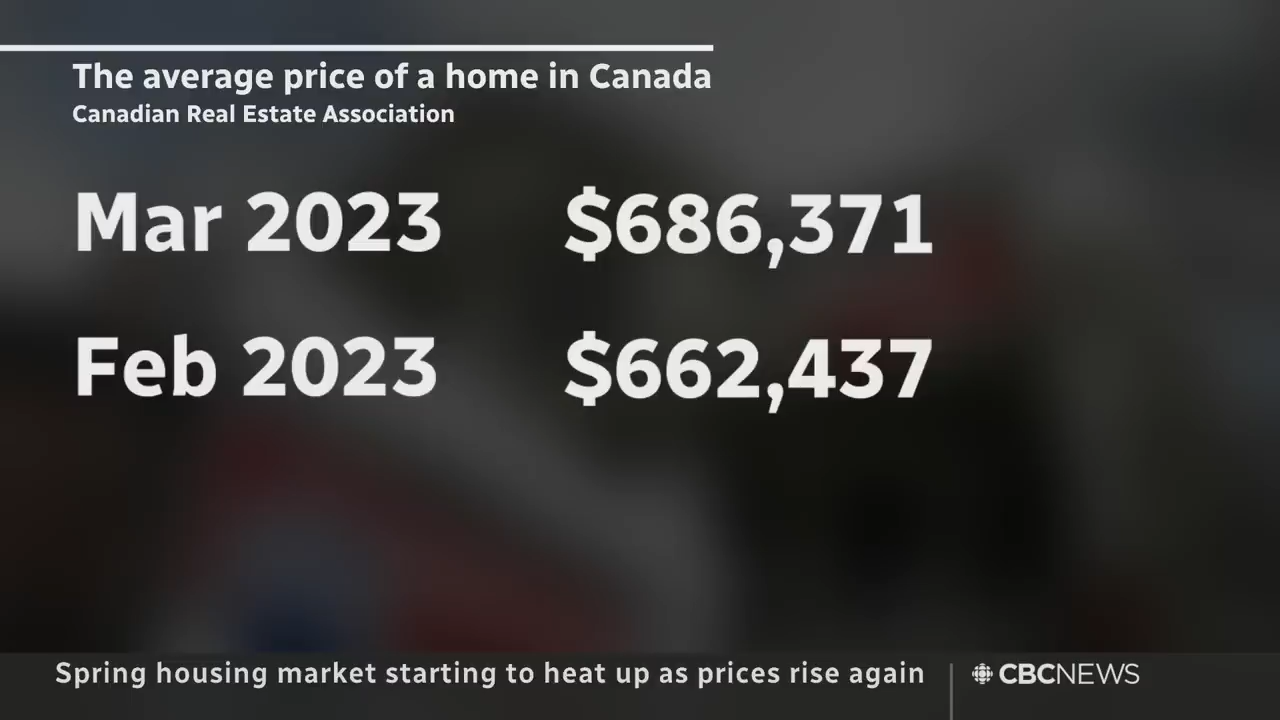 The average price of a home in Canada
Canadian Real Estate Association
Mar 2023 $686,371
Feb 2023 $662,437
Spring housing market starting to heat up as prices rise again
CBCNEWS